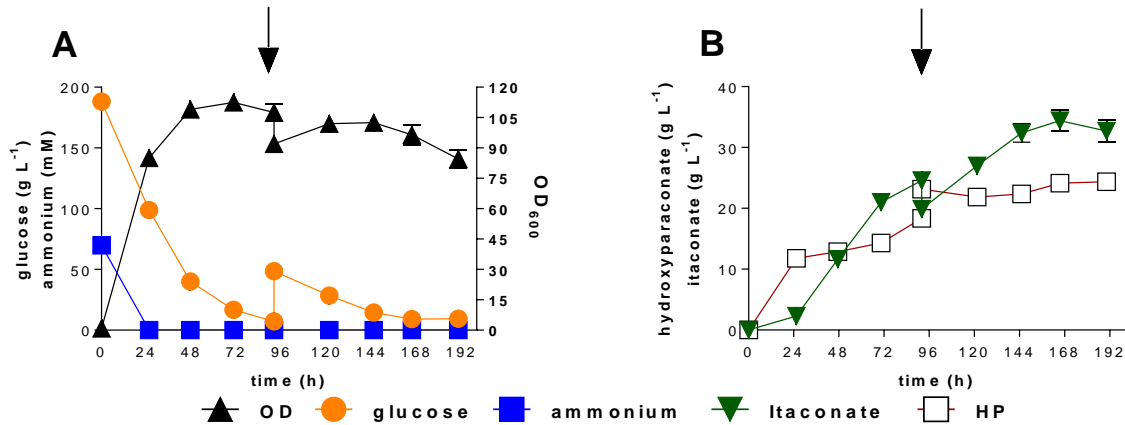 A
glucose (g L-1)
ammonium (mM)
200
150
100
50
0
120
105
90
75
60
45
30
15
0
OD600
0 24 48 72 96 120 144 168 192
time (h)
B
hydroxyparaconate (g L-1)
itaconate (g L-1)
40
30
20
10
0
0 24 48 72 96 120 144 168 192
time (h)
OD glucose ammonium Itaconate HP